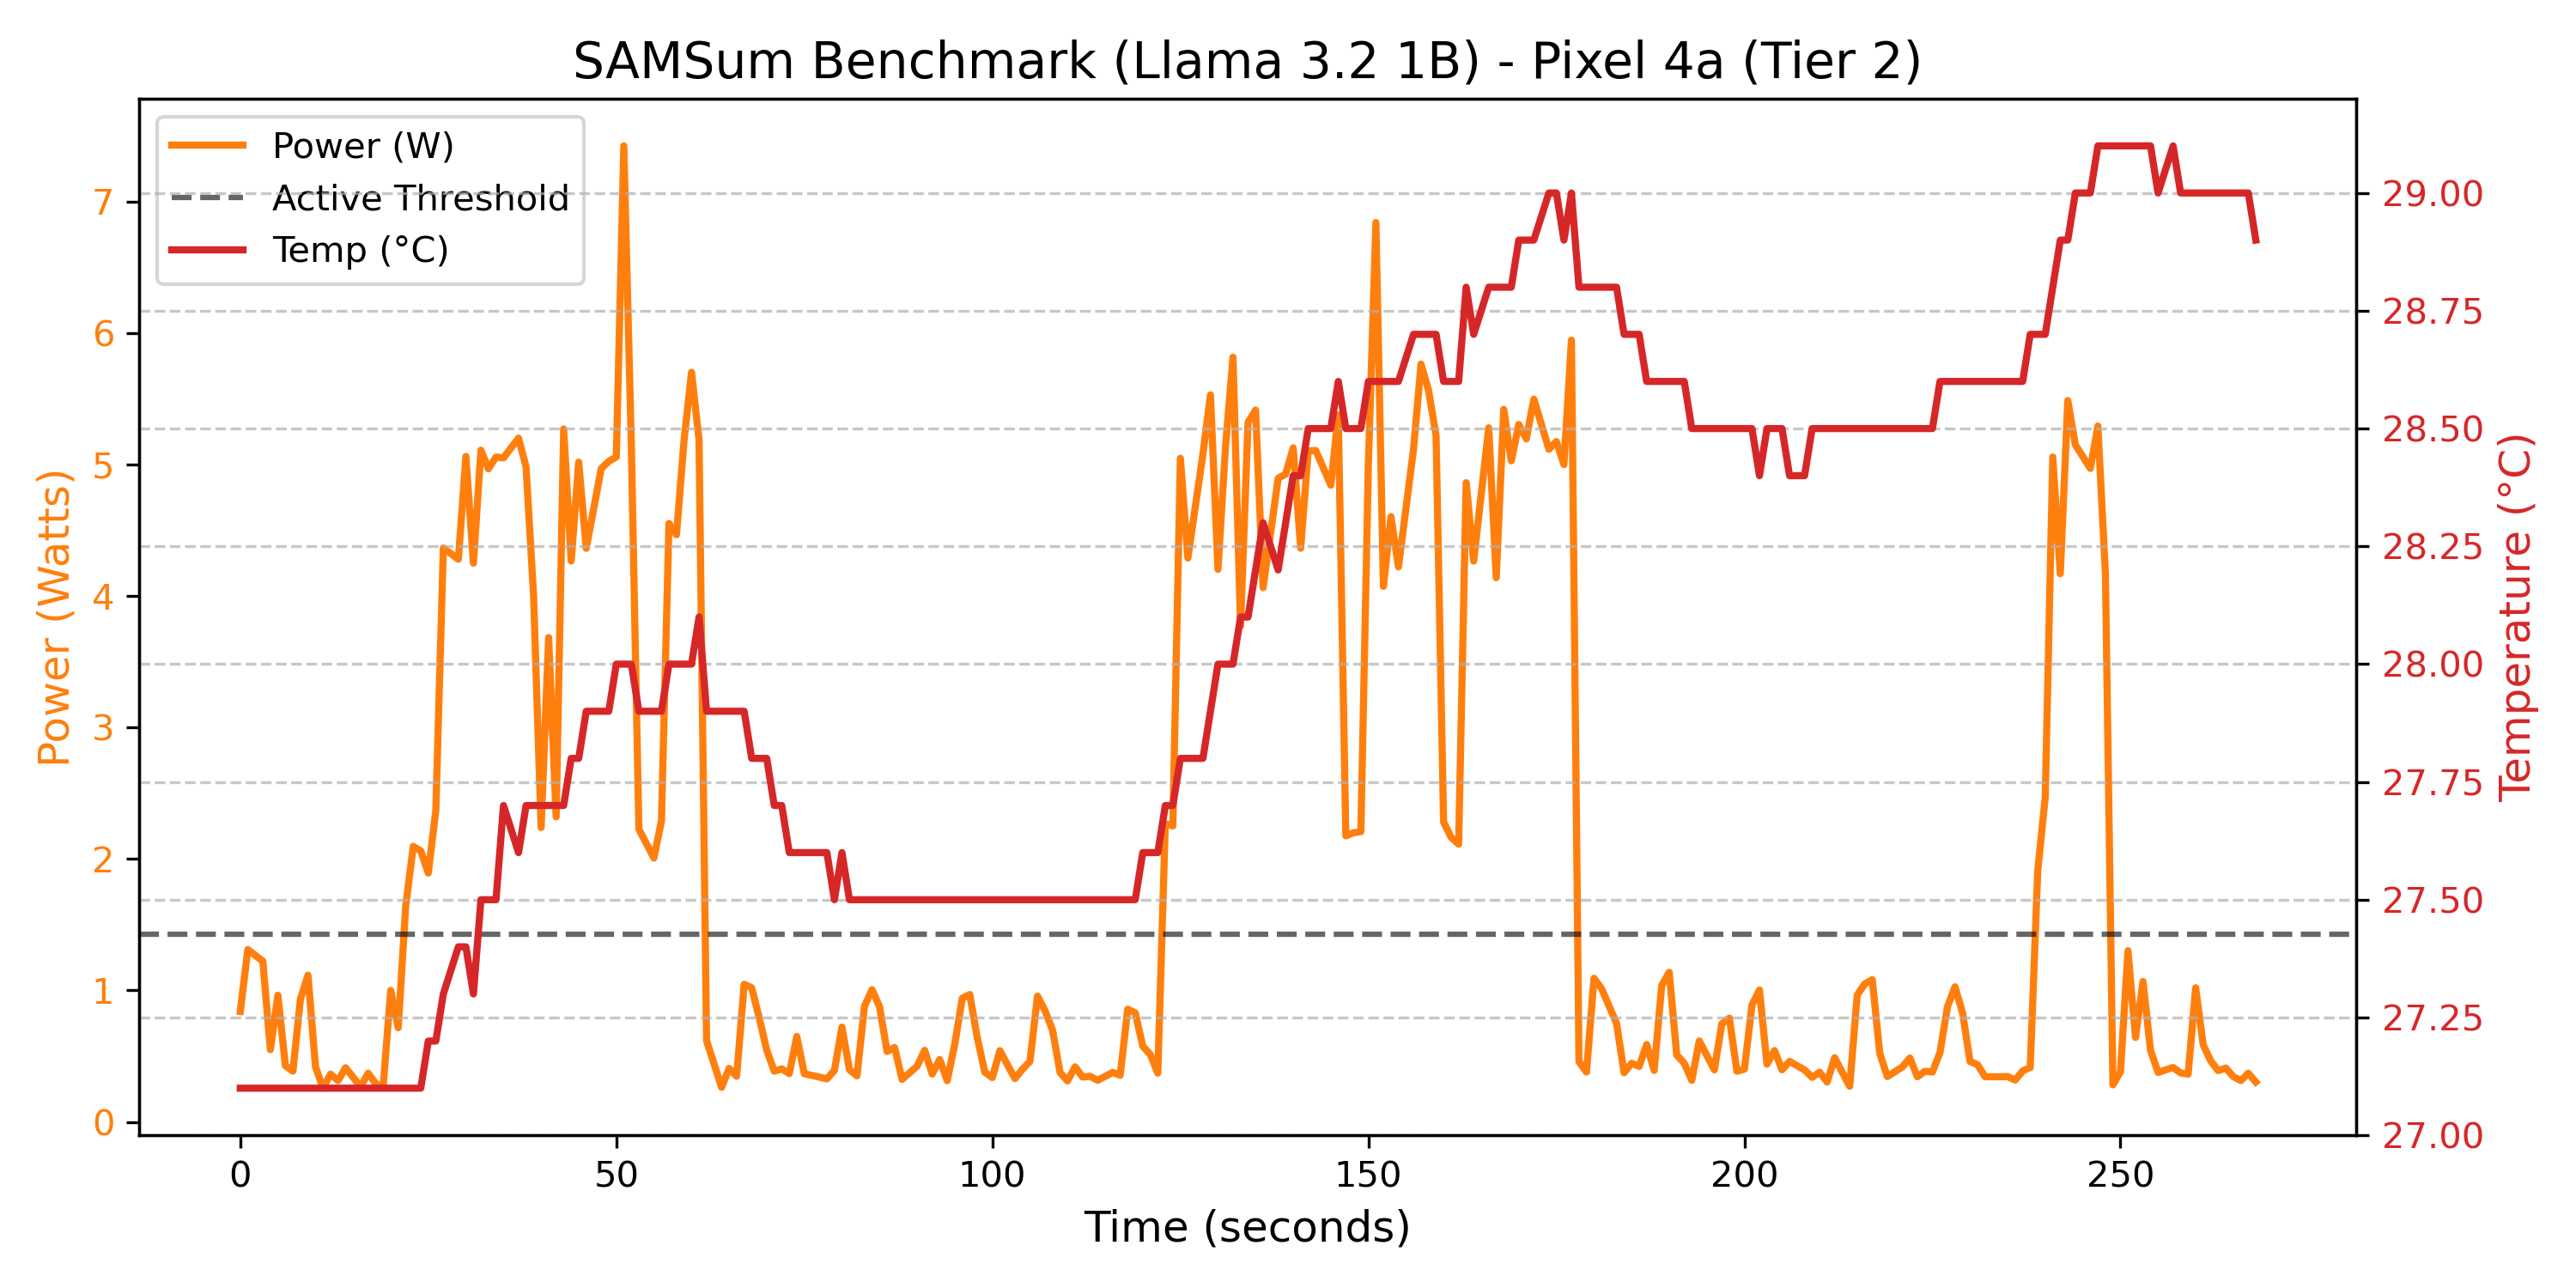 SAMSum Benchmark (Llama 3.2 1B) - Pixel 4a (Tier 2)
Power (W)
Active Threshold
Temp (°C)
Power (Watts)
7
6
5
4
3
2
1
0
29.00
28.75
28.50
28.25
28.00
27.75
27.50
27.25
27.00
Temperature (°C)
0 50 100 150 200 250
Time (seconds)